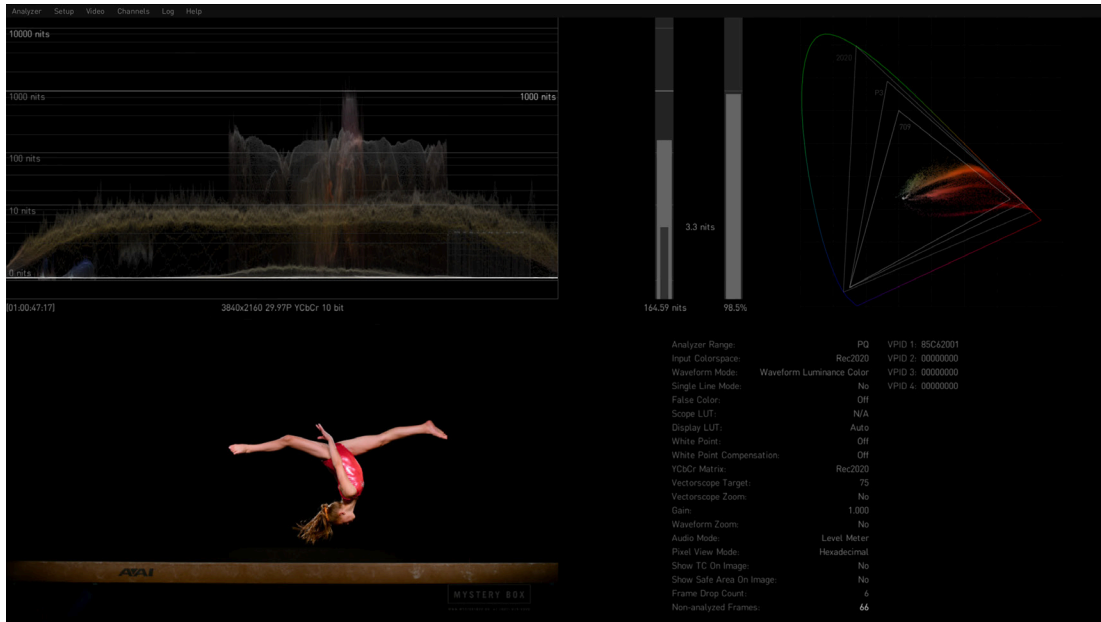 Analyzer Setup Video Channels Log Help
10000 nits
1000 nits 1000 nits
100 nits
10 nits
0 nits
[01:00:47:17] 3840x2160 29.97P YCbCr 10 bit
3.3 nits
164.59 nits 98.5%
2020
P3
709
Analyzer Range: PQ VPID 1: 85C62001
Input Colorspace: Rec2020 VPID 2: 00000000
Waveform Mode: Waveform Luminance Color VPID 3: 00000000
Single Line Mode: No VPID 4: 00000000
False Color: Off
Scope LUT: N/A
Display LUT: Auto
White Point: Off
White Point Compensation: Off
YCbCr Matrix: Rec2020
Vectorscope Target: 75
Vectorscope Zoom: No
Gain: 1.000
Waveform Zoom: No
Audio Mode: Level Meter
Pixel View Mode: Hexadecimal
Show TC On Image: No
Show Safe Area On Image: No
Frame Drop Count: 6
Non-analyzed Frames: 66
AAI
MYSTERY BOX